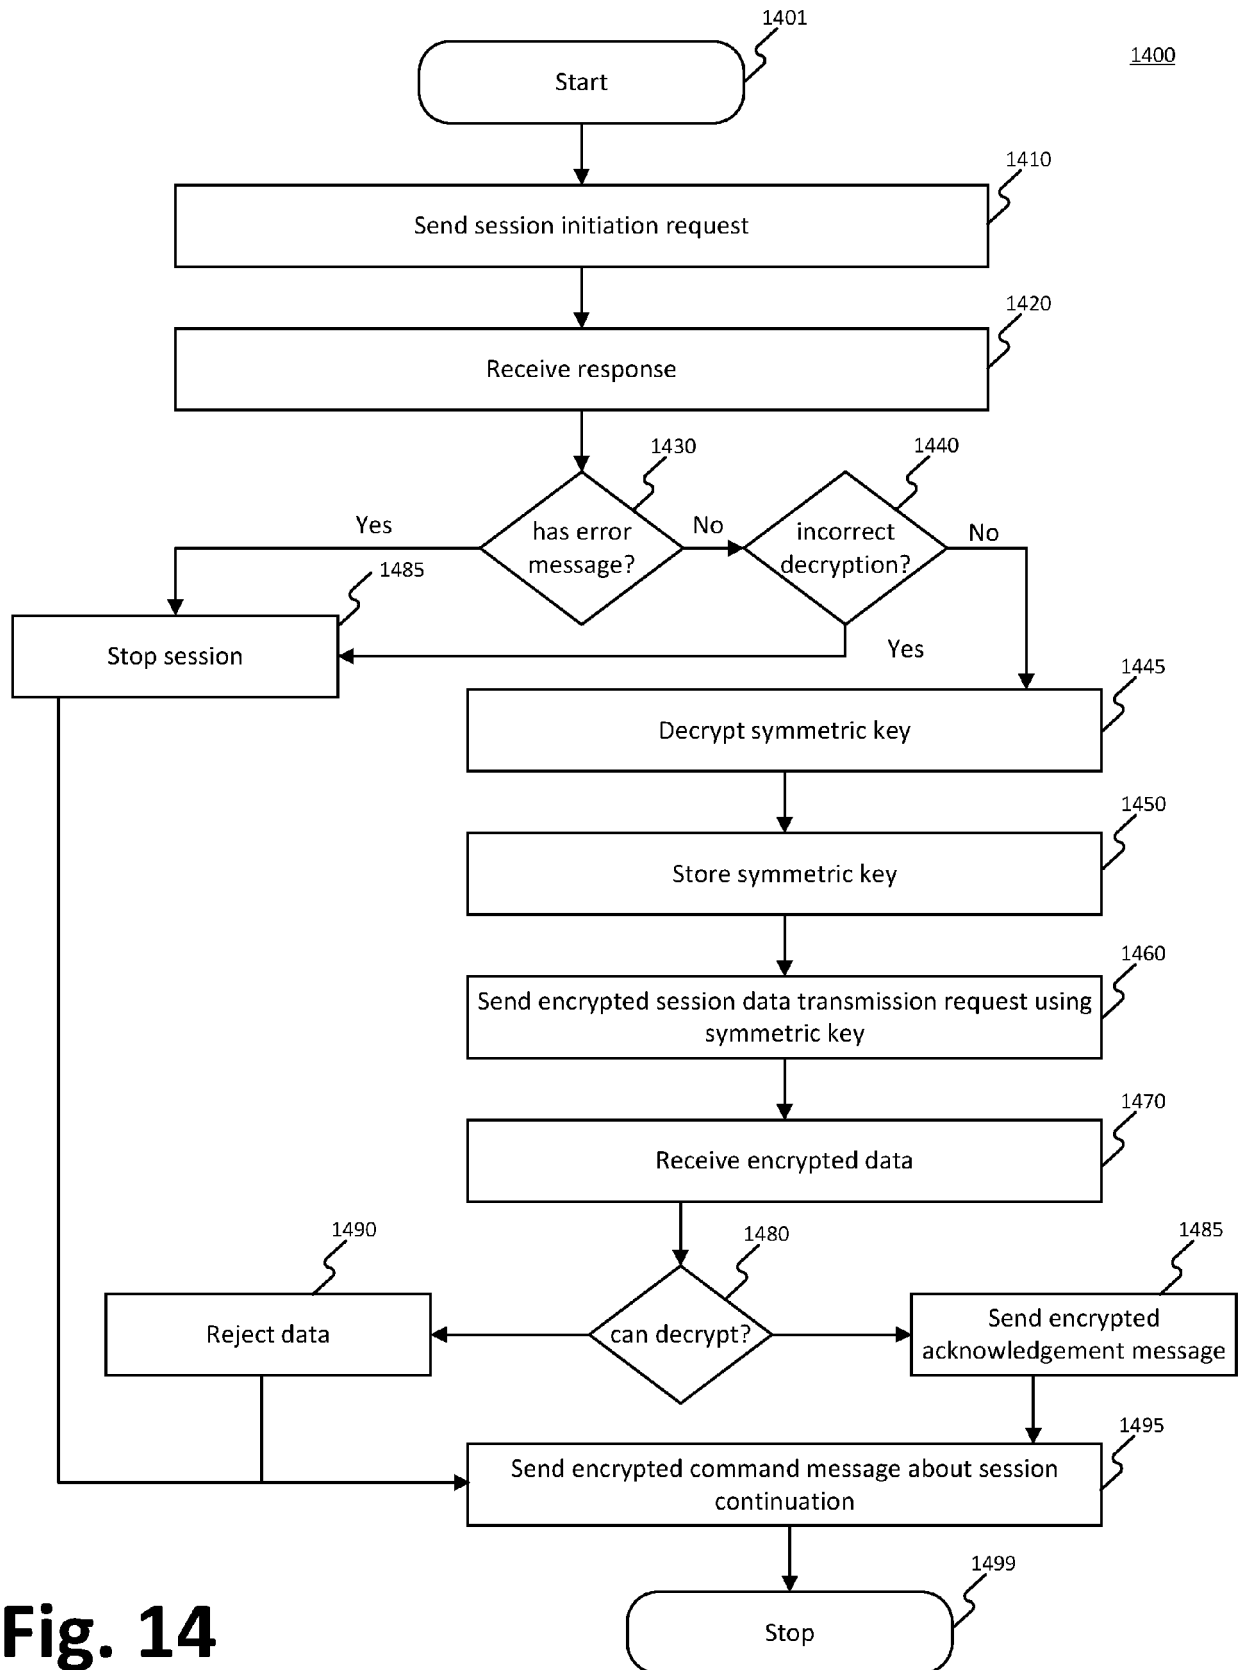 1401
1400
Start
1410
Send session initiation request
1420
Receive response
1430
1440
Yes
has error
message?
No
incorrect
decryption?
No
1485
Stop session
Yes
1445
Decrypt symmetric key
1450
Store symmetric key
1460
Send encrypted session data transmission request using
symmetric key
1470
Receive encrypted data
1490
1480
1485
Reject data
can decrypt?
Send encrypted
acknowledgement message
1495
Send encrypted command message about session
continuation
1499
Stop
Fig. 14